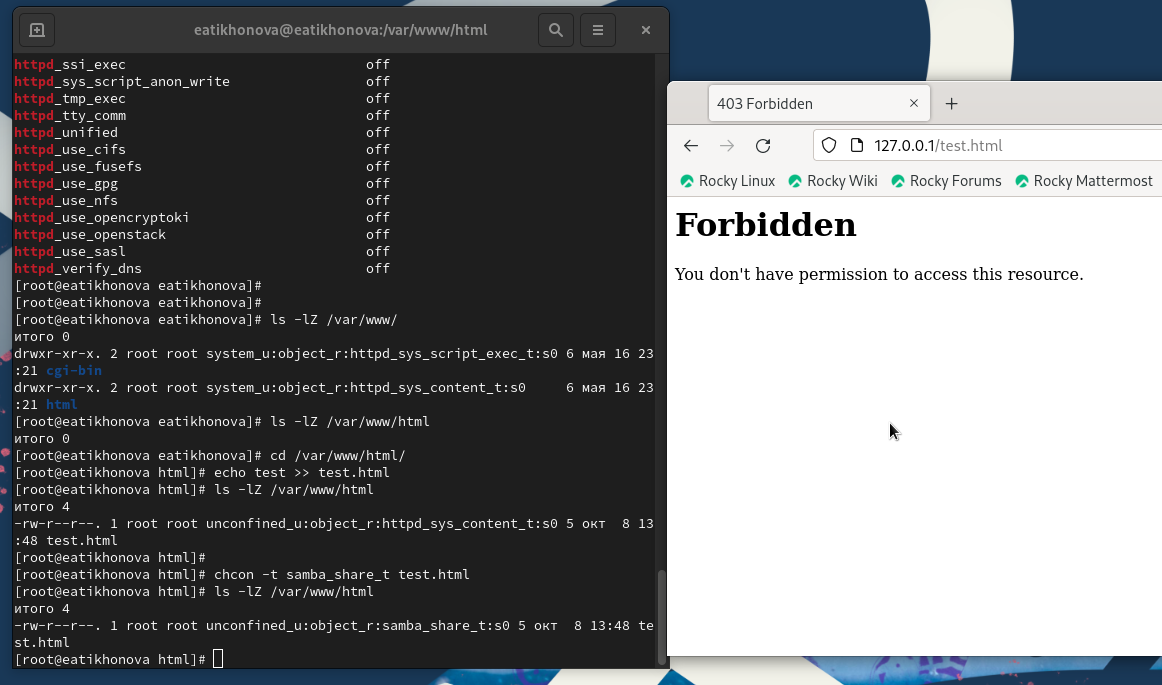 eatikhonova@eatikhonova:/var/www/html
httpd_ssi_exec                              off
httpd_sys_script_anon_write                 off
httpd_tmp_exec                              off
httpd_tty_comm                              off
httpd_unified                               off
httpd_use_cifs                              off
httpd_use_fusefs                            off
httpd_use_gpg                               off
httpd_use_nfs                               off
httpd_use_opencryptoki                      off
httpd_use_openstack                         off
httpd_use_sasl                              off
httpd_verify_dns                            off
[root@eatikhonova eatikhonova]#
[root@eatikhonova eatikhonova]#
[root@eatikhonova eatikhonova]# ls -lZ /var/www/
итого 0
drwxr-xr-x. 2 root root system_u:object_r:httpd_sys_script_exec_t:s0 6 мая 16 23
:21 cgi-bin
drwxr-xr-x. 2 root root system_u:object_r:httpd_sys_content_t:s0     6 мая 16 23
:21 html
[root@eatikhonova eatikhonova]# ls -lZ /var/www/html
итого 0
[root@eatikhonova eatikhonova]# cd /var/www/html/
[root@eatikhonova html]# echo test >> test.html
[root@eatikhonova html]# ls -lZ /var/www/html
итого 4
-rw-r--r--. 1 root root unconfined_u:object_r:httpd_sys_content_t:s0 5 окт  8 13
:48 test.html
[root@eatikhonova html]#
[root@eatikhonova html]# chcon -t samba_share_t test.html
[root@eatikhonova html]# ls -lZ /var/www/html
итого 4
-rw-r--r--. 1 root root unconfined_u:object_r:samba_share_t:s0 5 окт  8 13:48 te
st.html
[root@eatikhonova html]#
403 Forbidden
127.0.0.1/test.html
Rocky Linux Rocky Wiki Rocky Forums Rocky Mattermost
Forbidden
You don't have permission to access this resource.